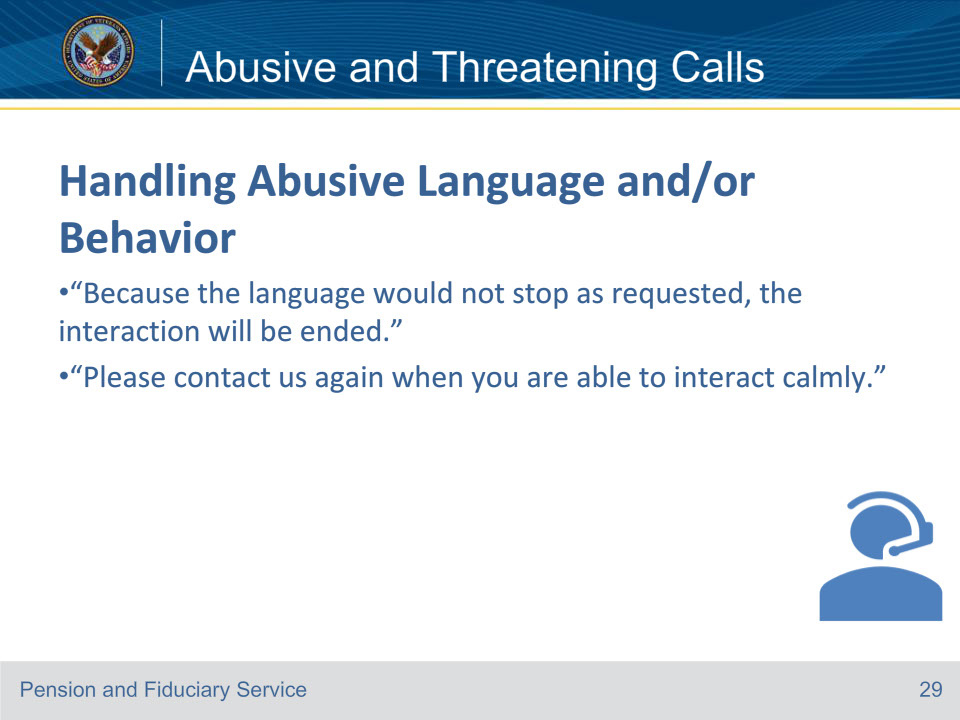 Abusive and Threatening Calls
Handling Abusive Language and/or
Behavior
•“Because the language would not stop as requested, the
interaction will be ended.”
•“Please contact us again when you are able to interact calmly.”
Pension and Fiduciary Service
29